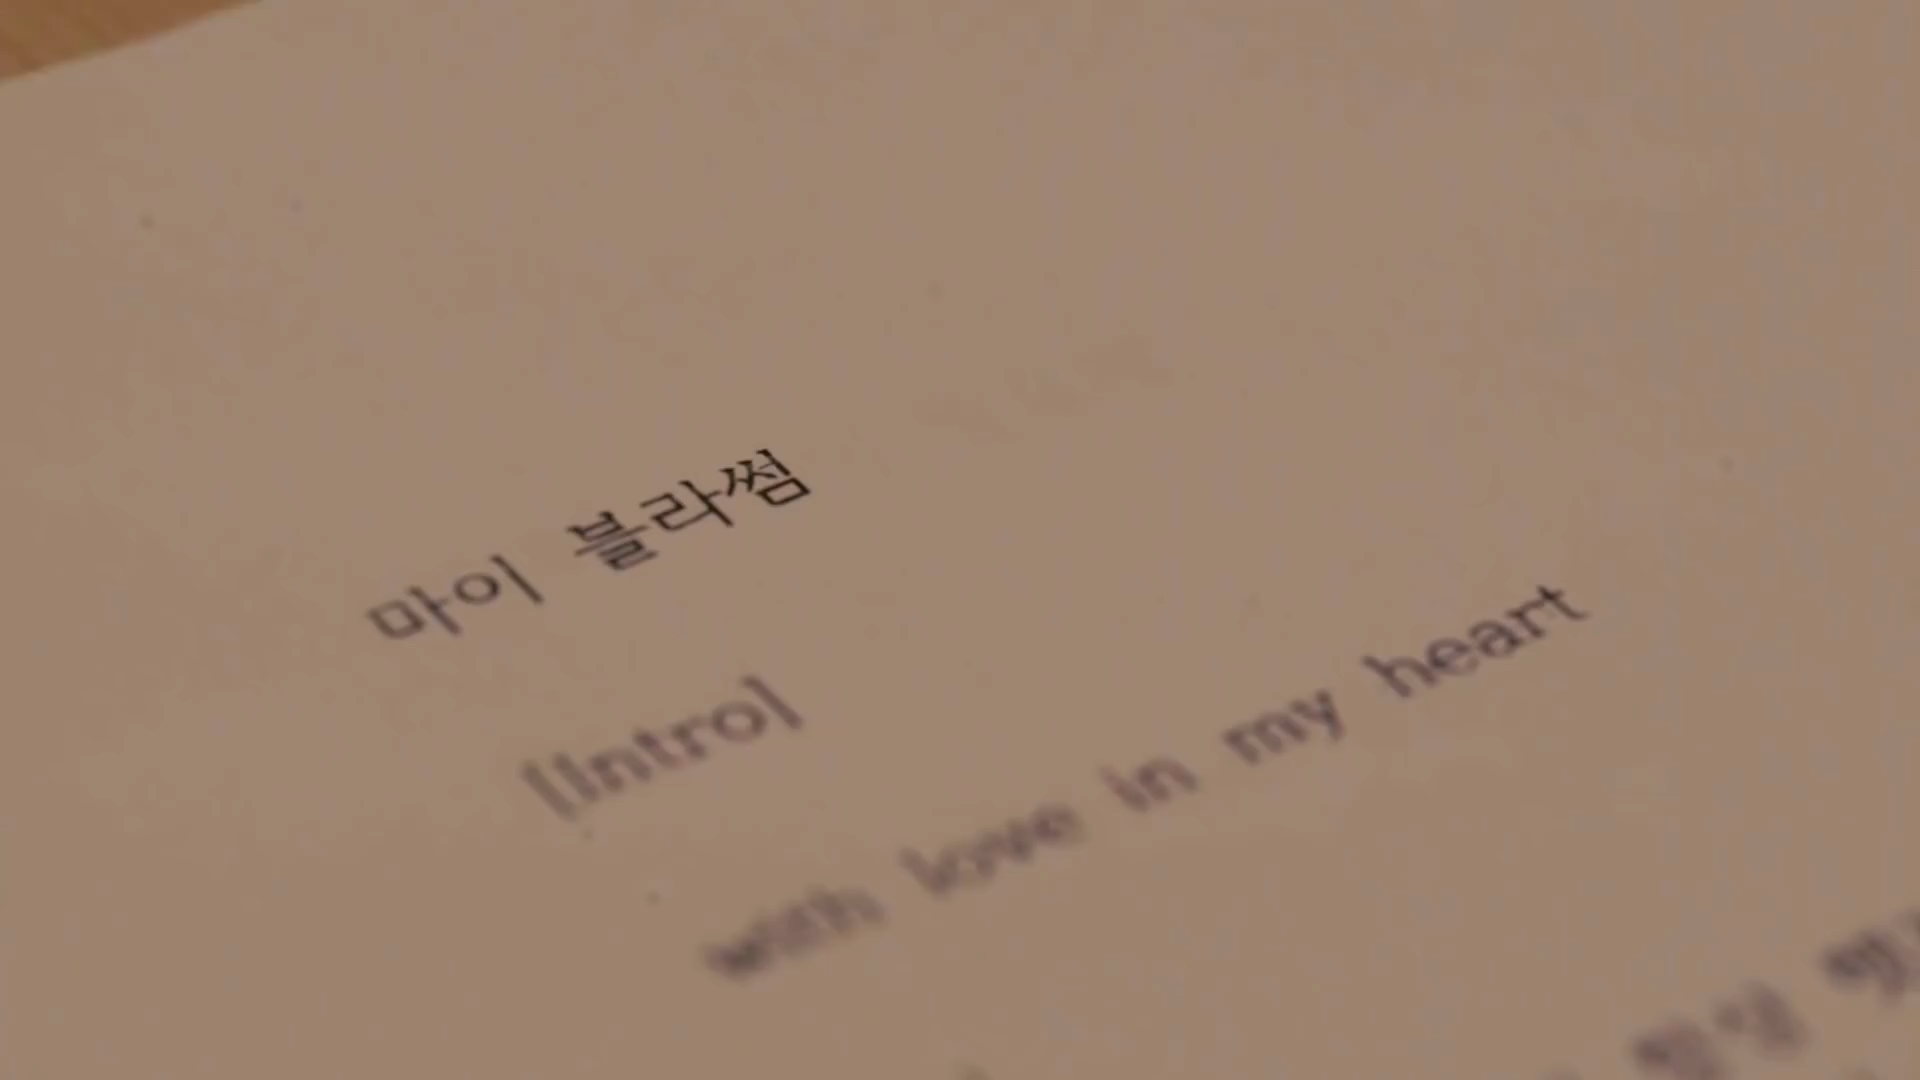 마이 블라썸
|Intro|
with love in my heart